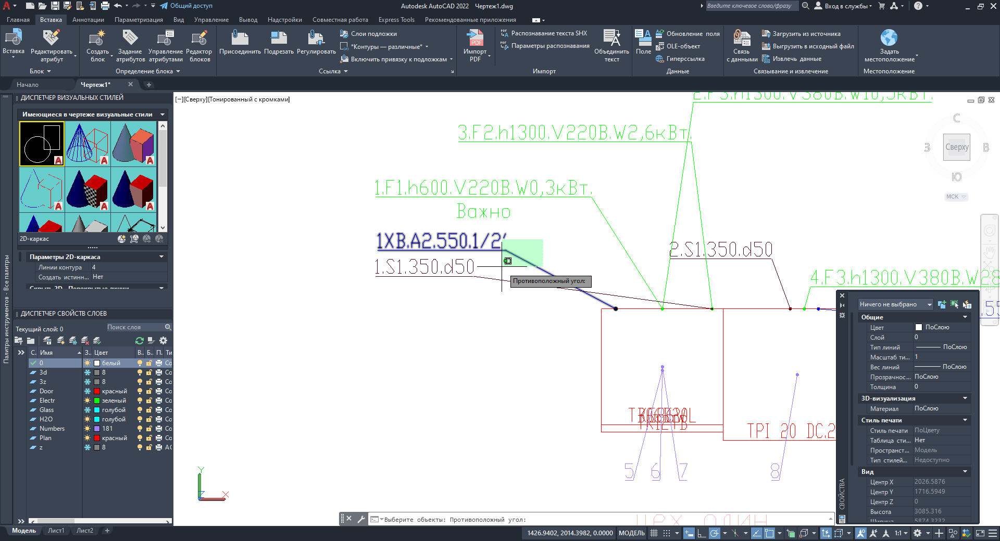 Общий доступ
Autodesk AutoCAD 2022 Чертеж1.dwg
Введите ключевое слово/фразу
Вход в службы
Главная Вставка Аннотации Параметризация Вид Управление Вывод Надстройки Совместная работа Express Tools Рекомендованные приложения
Вставка
Редактировать атрибут
Блок
Создать блок
Задание атрибутов
Управление атрибутами
Редактор блоков
Определение блока
Присоединить
Подрезать
Регулировать
Слои подложки
*Контуры — различные*
Включить привязку к подложкам
Ссылка
Импорт PDF
Распознавание текста SHX
Параметры распознавания
Объединить текст
Импорт
Поле
Обновление поля
OLE-объект
Гиперссылка
Данные
Связь с данными
Загрузить из источника
Выгрузить в исходный файл
Извлечь данные
Связывание и извлечение
Задать местоположение
Местоположение
Начало
Чертеж1*
ДИСПЕТЧЕР ВИЗУАЛЬНЫХ СТИЛЕЙ
Имеющиеся в чертеже визуальные стили
2D-каркас
Параметры 2D-каркаса
Линии контура 4
Создать истинн... Нет
Скрыть 2D - Перекрытые линии
Палитры инструментов - Все палитры
ДИСПЕТЧЕР СВОЙСТВ СЛОЕВ
Текущий слой: 0
Поиск слоя
С. Имя З.. Цвет В.. Б.. П. Ти
0 белый Co
3d 8 Co
3z 8 Co
Door красный Co
Electr зеленый Co
Glass голубой Co
H2O голубой Co
Numbers 181 Co
Plan красный Co
z 8 AC
[−][Сверху][Тонированный с кромками]
2.F3.h1300.V380В.W10,5кВт.
3.F2.h1300.V220В.W2,6кВт.
1.F1.h600.V220В.W0,3кВт.
Важно
1ХВ.А2.550.1/2'
1.S1.350.d50
2.S1.350.d50
4.F3.h1300.V380В.W28
Противоположный угол:
TPI 20 DC.2
5 6 7 8
С
З
Сверху
В
Ю
МСК
Y
X
Z
СВОЙСТВА
Ничего не выбрано
Общие
Цвет ПоСлою
Слой 0
Тип линий ПоСлою
Масштаб ти... 1
Вес линий ПоСлою
Прозрачнос... ПоСлою
Толщина 0
3D-визуализация
Материал ПоСлою
Стиль печати
Стиль печати ПоЦвету
Таблица сти... Нет
Пространст... Модель
Тип стилей... Недоступно
Вид
Центр X 2026.5876
Центр Y 1716.5949
Центр Z 0
Высота 3085.316
Ширина 5874.3232
Выберите объекты: Противоположный угол:
Модель Лист1 Лист2
1426.9402, 2014.3982, 0.0000 МОДЕЛЬ
1:1